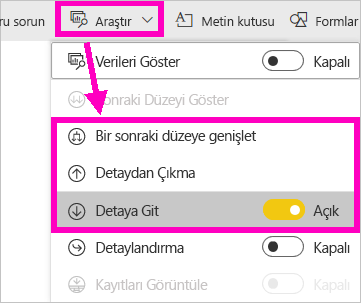 ru sorun Araştır Metin kutusu Formlar
Verileri Göster Kapalı
Sonraki Düzeyi Göster
Bir sonraki düzeye genişlet
Detaydan Çıkma
Detaya Git Açık
Detaylandırma Kapalı
Kayıtları Görüntüle Kapalı